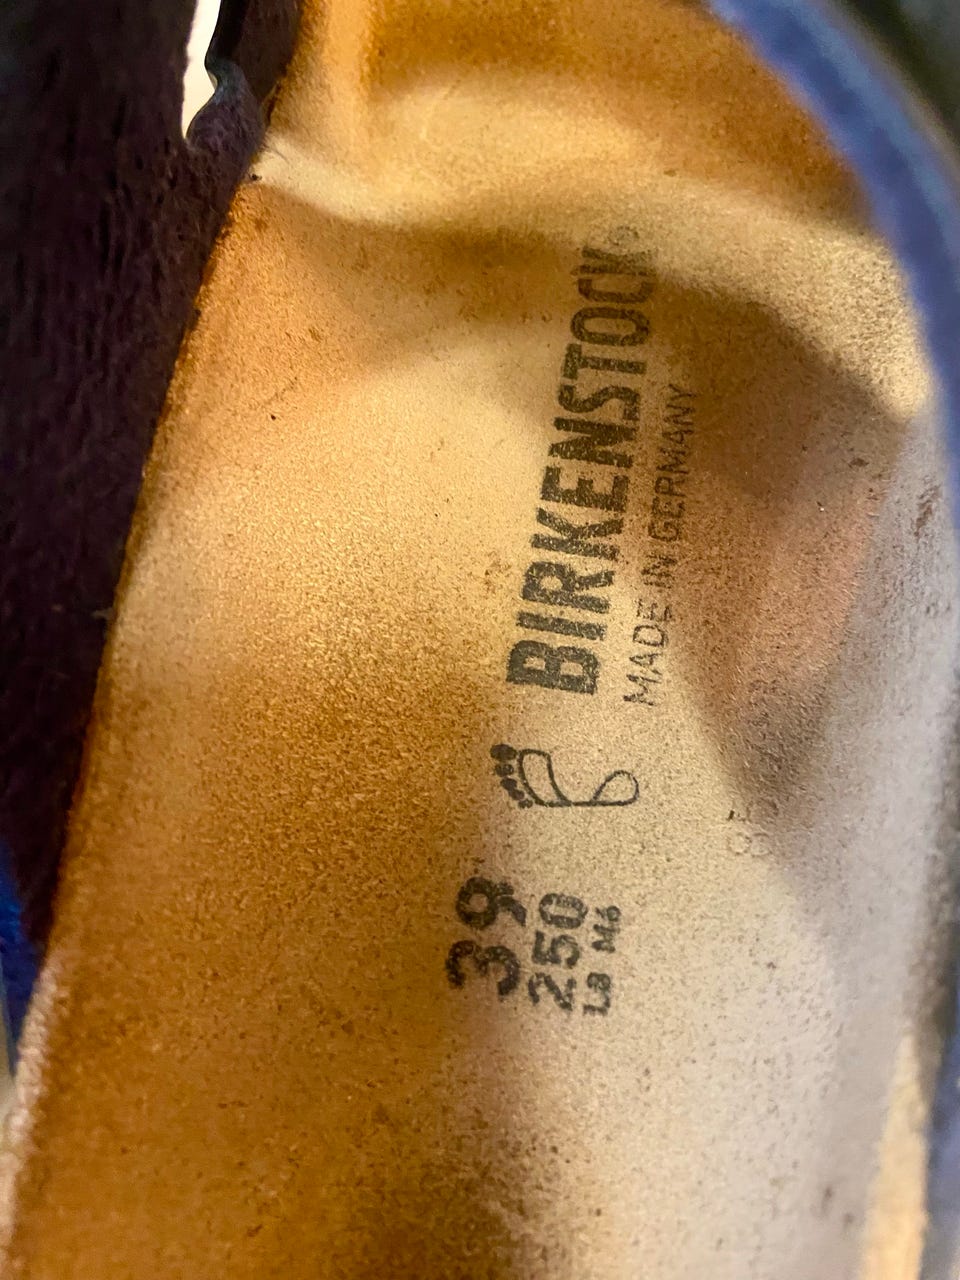 BIRKENSTOCK®
MADE IN GERMANY
39
250
L8 M6